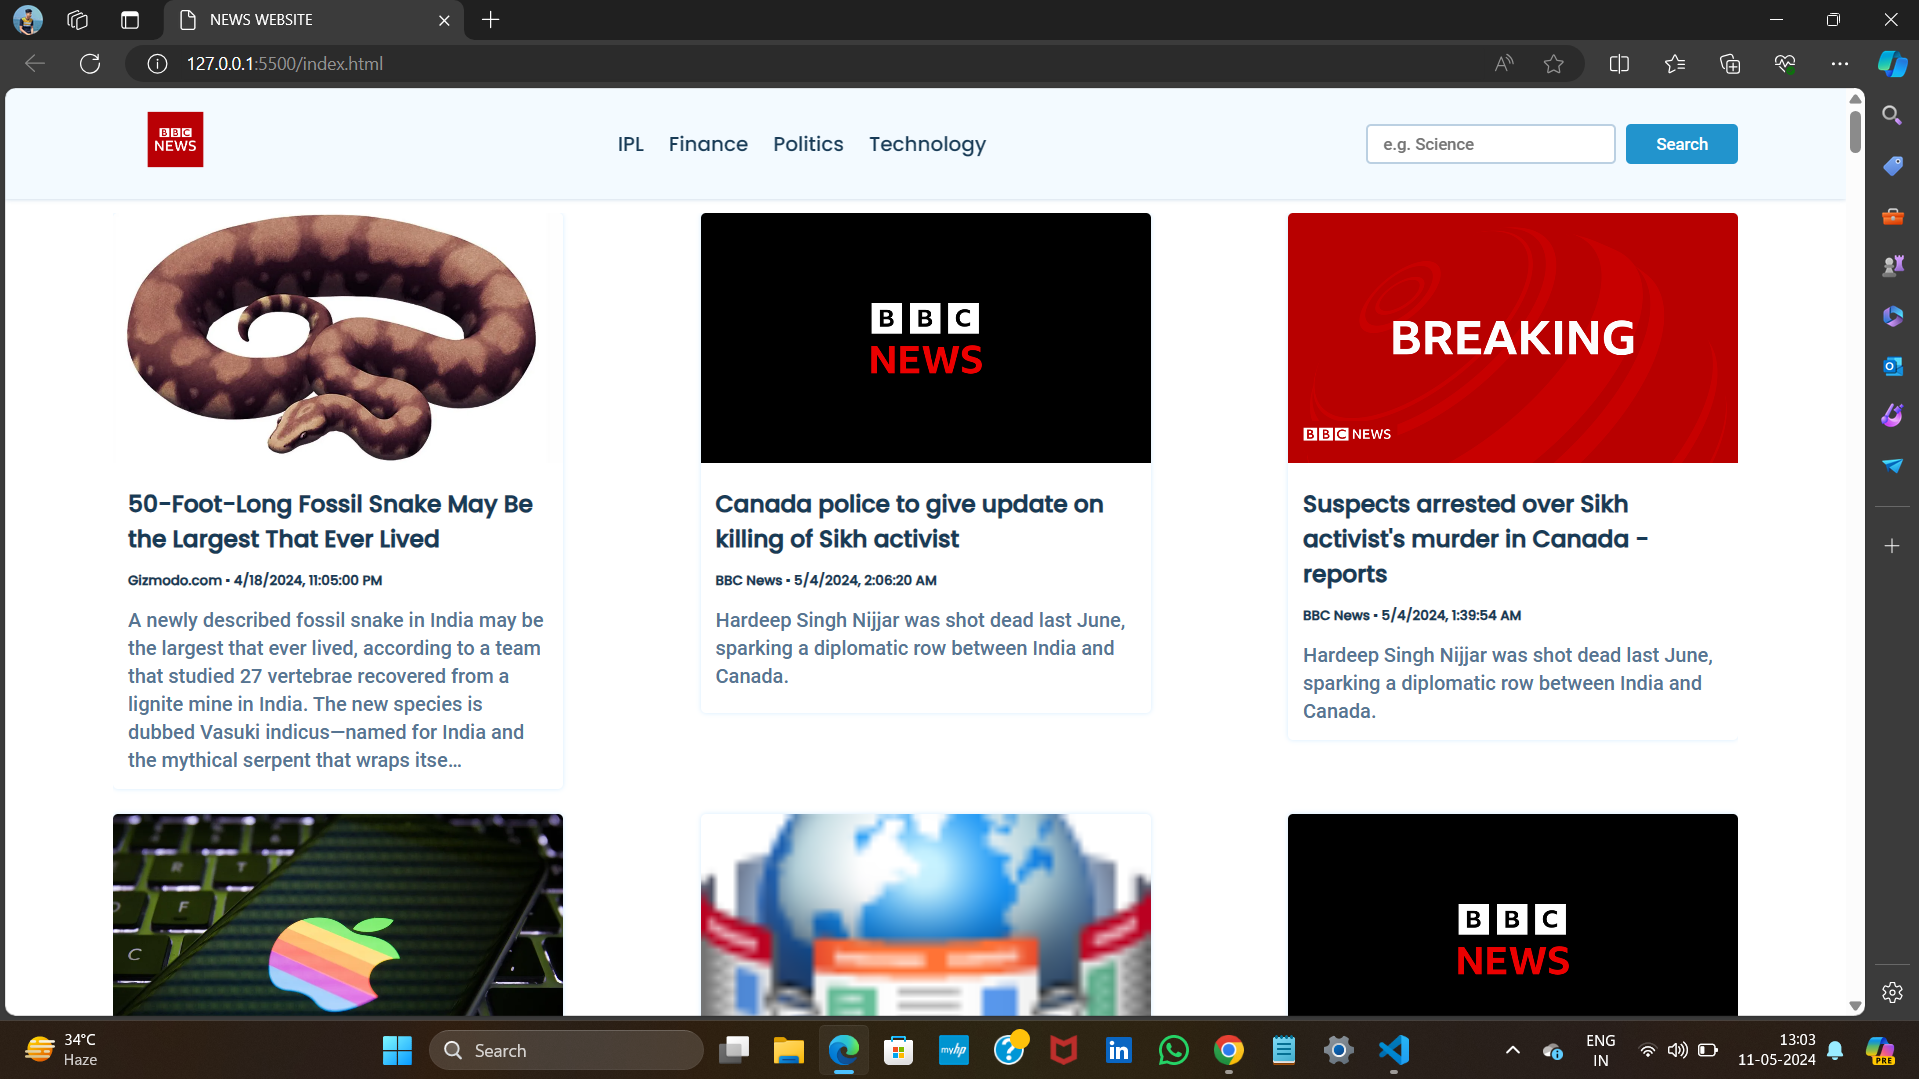 NEWS WEBSITE
127.0.0.1:5500/index.html
BBC
NEWS
IPL
Finance
Politics
Technology
e.g. Science
Search
BBC
NEWS
BREAKING
BBC NEWS
50-Foot-Long Fossil Snake May Be
the Largest That Ever Lived
Gizmodo.com · 4/18/2024, 11:05:00 PM
A newly described fossil snake in India may be
the largest that ever lived, according to a team
that studied 27 vertebrae recovered from a
lignite mine in India. The new species is
dubbed Vasuki indicus—named for India and
the mythical serpent that wraps itse…
Canada police to give update on
killing of Sikh activist
BBC News · 5/4/2024, 2:06:20 AM
Hardeep Singh Nijjar was shot dead last June,
sparking a diplomatic row between India and
Canada.
Suspects arrested over Sikh
activist's murder in Canada -
reports
BBC News · 5/4/2024, 1:39:54 AM
Hardeep Singh Nijjar was shot dead last June,
sparking a diplomatic row between India and
Canada.
R
T
F
C
BBC
NEWS
34°C
Haze
Search
myhp
ENG
IN
13:03
11-05-2024
PRE